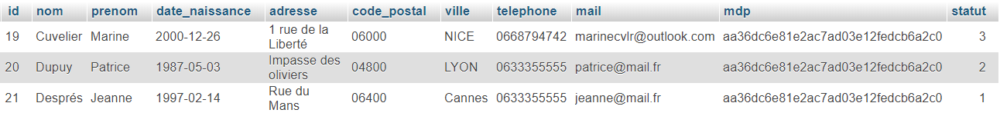 id nom prenom date_naissance adresse code_postal ville telephone mail mdp statut
19 Cuvelier Marine 2000-12-26 1 rue de la Liberté 06000 NICE 0668794742 marinecvlr@outlook.com aa36dc6e81e2ac7ad03e12fedcb6a2c0 3
20 Dupuy Patrice 1987-05-03 Impasse des oliviers 04800 LYON 0633355555 patrice@mail.fr aa36dc6e81e2ac7ad03e12fedcb6a2c0 2
21 Després Jeanne 1997-02-14 Rue du Mans 06400 Cannes 0633355555 jeanne@mail.fr aa36dc6e81e2ac7ad03e12fedcb6a2c0 1